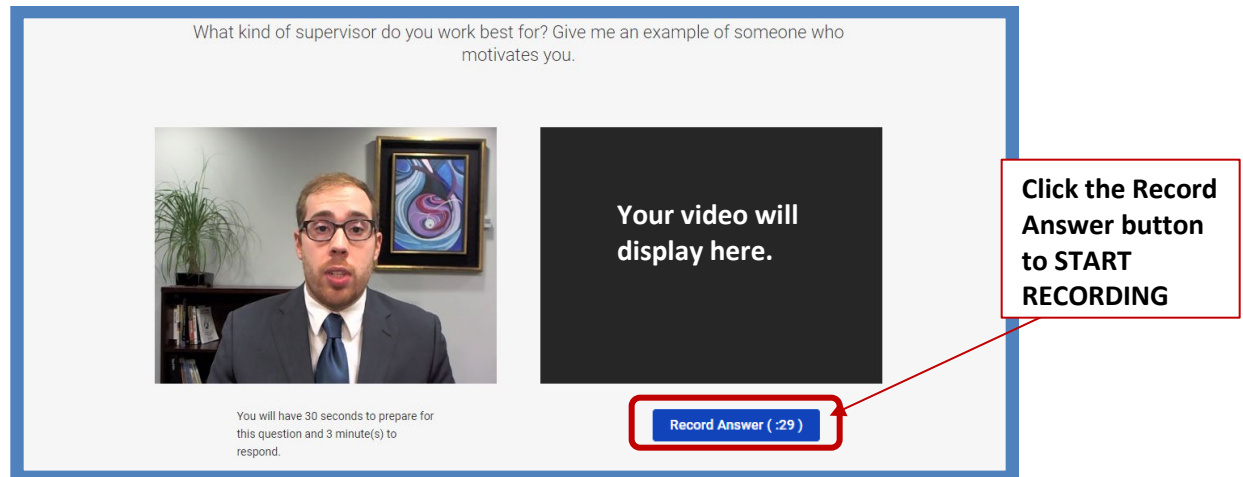 What kind of supervisor do you work best for? Give me an example of someone who
motivates you.
Your video will
display here.
Click the Record
Answer button
to START
RECORDING
You will have 30 seconds to prepare for
this question and 3 minute(s) to
respond.
Record Answer ( :29 )